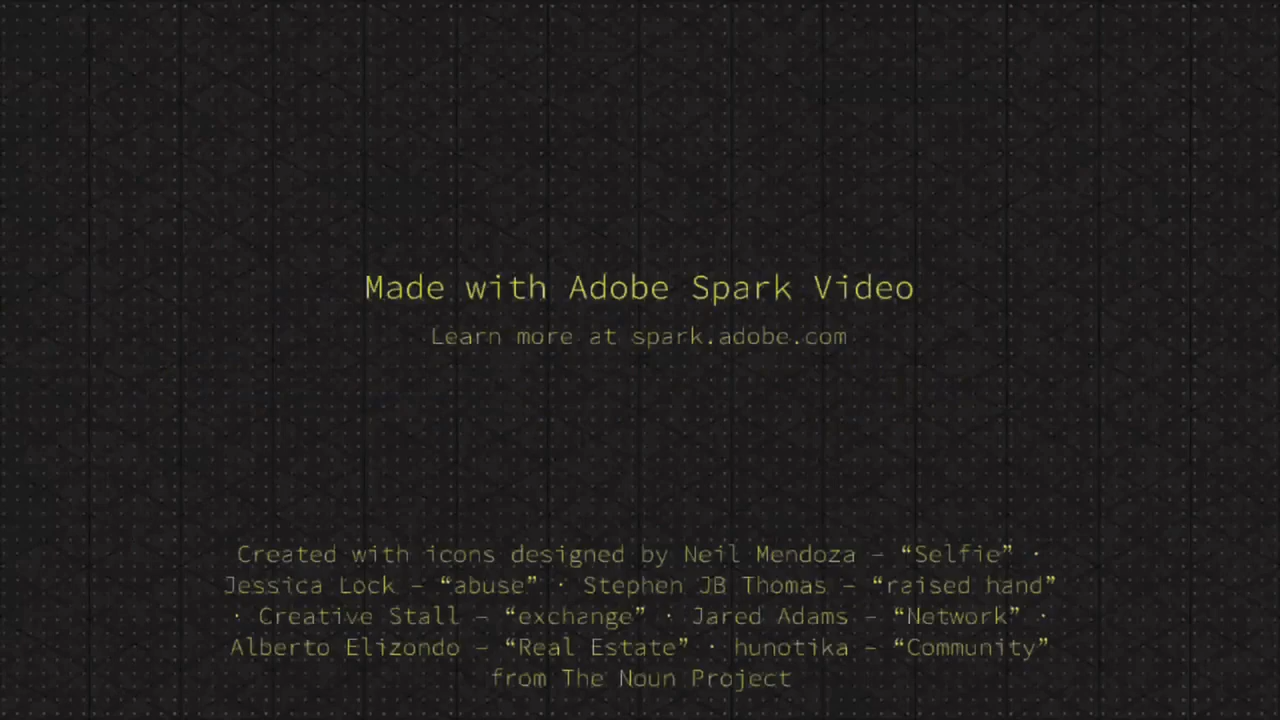 Made with Adobe Spark Video
Learn more at spark.adobe.com
Created with icons designed by Neil Mendoza – “Selfie” ·
Jessica Lock – “abuse” · Stephen JB Thomas – “raised hand”
· Creative Stall – “exchange” · Jared Adams – “Network” ·
Alberto Elizondo – “Real Estate” · hunotika – “Community”
from The Noun Project